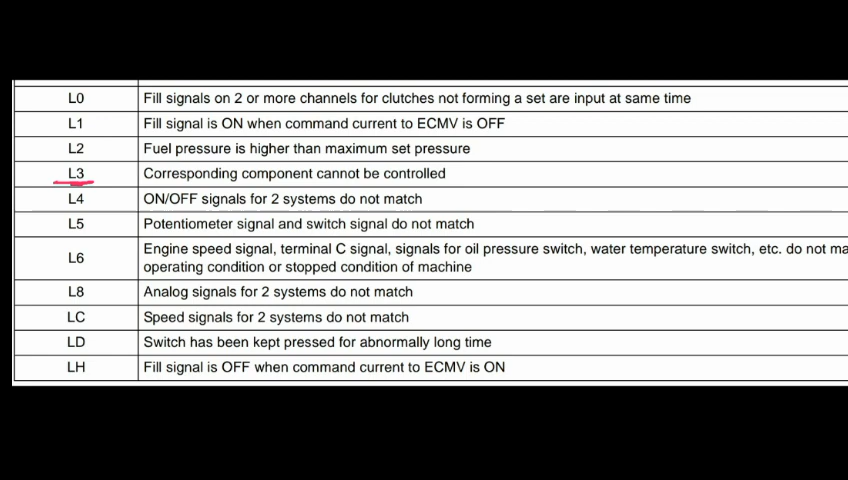 L0 Fill signals on 2 or more channels for clutches not forming a set are input at same time
L1 Fill signal is ON when command current to ECMV is OFF
L2 Fuel pressure is higher than maximum set pressure
L3 Corresponding component cannot be controlled
L4 ON/OFF signals for 2 systems do not match
L5 Potentiometer signal and switch signal do not match
L6 Engine speed signal, terminal C signal, signals for oil pressure switch, water temperature switch, etc. do not ma
operating condition or stopped condition of machine
L8 Analog signals for 2 systems do not match
LC Speed signals for 2 systems do not match
LD Switch has been kept pressed for abnormally long time
LH Fill signal is OFF when command current to ECMV is ON